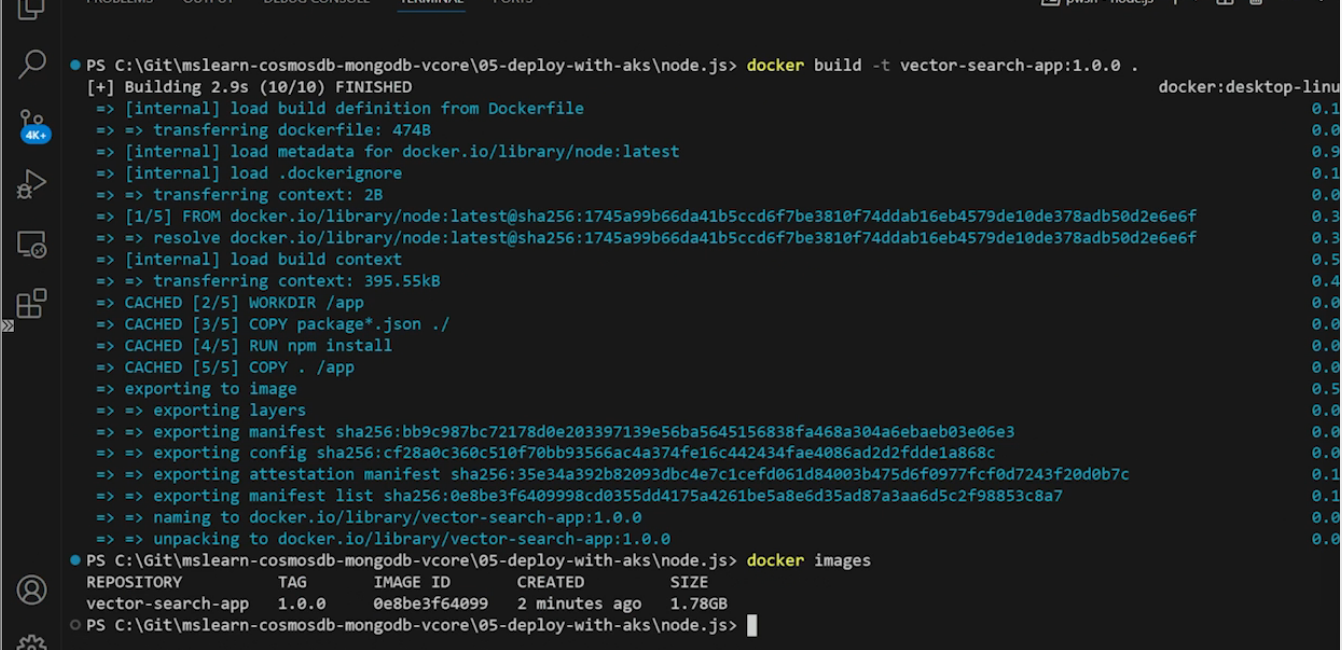 PROBLEMS OUTPUT DEBUG CONSOLE TERMINAL PORTS
pwsh - node.js
PS C:\Git\mslearn-cosmosdb-mongodb-vcore\05-deploy-with-aks\node.js> docker build -t vector-search-app:1.0.0 .
[+] Building 2.9s (10/10) FINISHED docker:desktop-linu
=> [internal] load build definition from Dockerfile 0.1
=> => transferring dockerfile: 474B 0.0
=> [internal] load metadata for docker.io/library/node:latest 0.9
=> [internal] load .dockerignore 0.1
=> => transferring context: 2B 0.0
=> [1/5] FROM docker.io/library/node:latest@sha256:1745a99b66da41b5ccd6f7be3810f74ddab16eb4579de10de378adb50d2e6e6f 0.3
=> => resolve docker.io/library/node:latest@sha256:1745a99b66da41b5ccd6f7be3810f74ddab16eb4579de10de378adb50d2e6e6f 0.3
=> [internal] load build context 0.5
=> => transferring context: 395.55kB 0.4
=> CACHED [2/5] WORKDIR /app 0.0
=> CACHED [3/5] COPY package*.json ./ 0.0
=> CACHED [4/5] RUN npm install 0.0
=> CACHED [5/5] COPY . /app 0.0
=> exporting to image 0.5
=> => exporting layers 0.0
=> => exporting manifest sha256:bb9c987bc72178d0e203397139e56ba5645156838fa468a304a6ebaeb03e06e3 0.0
=> => exporting config sha256:cf28a0c360c510f70bb93566ac4a374fe16c442434fae4086ad2d2fdde1a868c 0.0
=> => exporting attestation manifest sha256:35e34a392b82093dbc4e7c1cefd061d84003b475d6f0977fcf0d7243f20d0b7c 0.1
=> => exporting manifest list sha256:0e8be3f6409998cd0355dd4175a4261be5a8e6d35ad87a3aa6d5c2f98853c8a7 0.1
=> => naming to docker.io/library/vector-search-app:1.0.0 0.0
=> => unpacking to docker.io/library/vector-search-app:1.0.0 0.0
PS C:\Git\mslearn-cosmosdb-mongodb-vcore\05-deploy-with-aks\node.js> docker images
REPOSITORY TAG IMAGE ID CREATED SIZE
vector-search-app 1.0.0 0e8be3f64099 2 minutes ago 1.78GB
PS C:\Git\mslearn-cosmosdb-mongodb-vcore\05-deploy-with-aks\node.js>
4K+